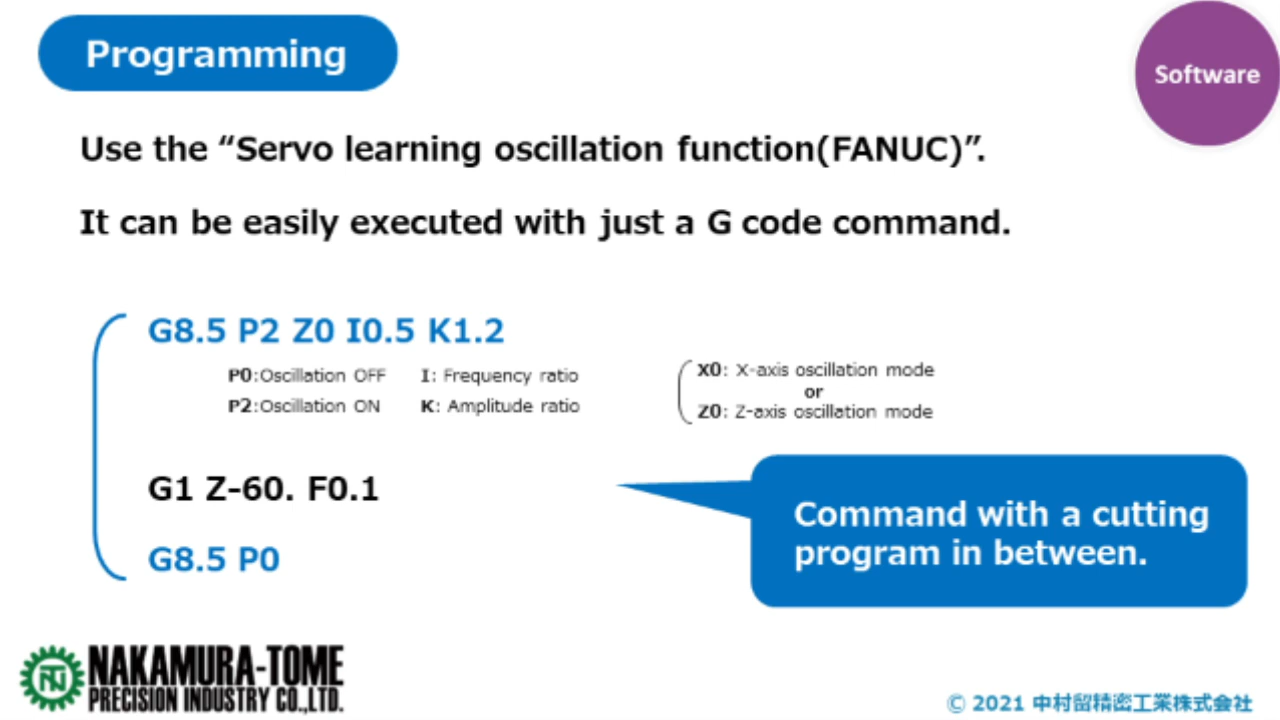 Programming
Software
Use the “Servo learning oscillation function(FANUC)”.
It can be easily executed with just a G code command.
G8.5 P2 Z0 I0.5 K1.2
P0:Oscillation OFF I: Frequency ratio
P2:Oscillation ON K: Amplitude ratio
X0: X-axis oscillation mode
or
Z0: Z-axis oscillation mode
G1 Z-60. F0.1
G8.5 P0
Command with a cutting
program in between.
NAKAMURA-TOME
PRECISION INDUSTRY CO.,LTD.
© 2021 中村留精密工業株式会社